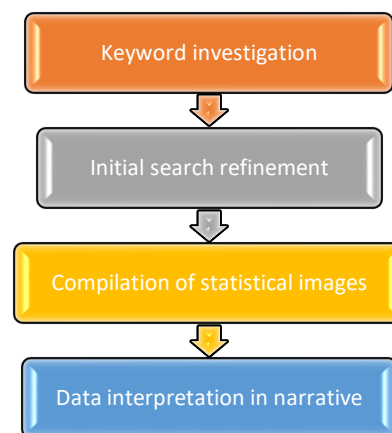 Keyword investigation
Initial search refinement
Compilation of statistical images
Data interpretation in narrative